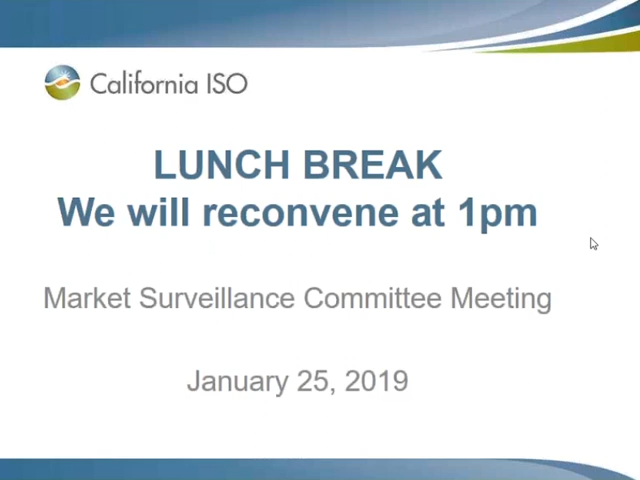 California ISO
LUNCH BREAK
We will reconvene at 1pm
Market Surveillance Committee Meeting
January 25, 2019